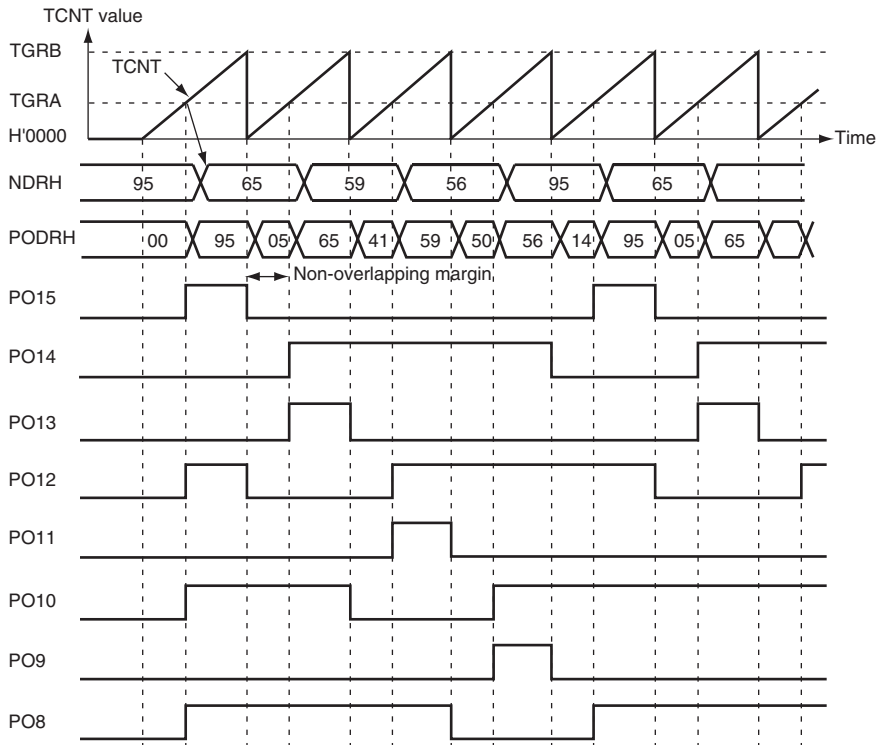 TCNT value
TGRB
TCNT
TGRA
H'0000
Time
NDRH 95 65 59 56 95 65
PODRH 00 95 05 65 41 59 50 56 14 95 05 65
Non-overlapping margin
PO15
PO14
PO13
PO12
PO11
PO10
PO9
PO8